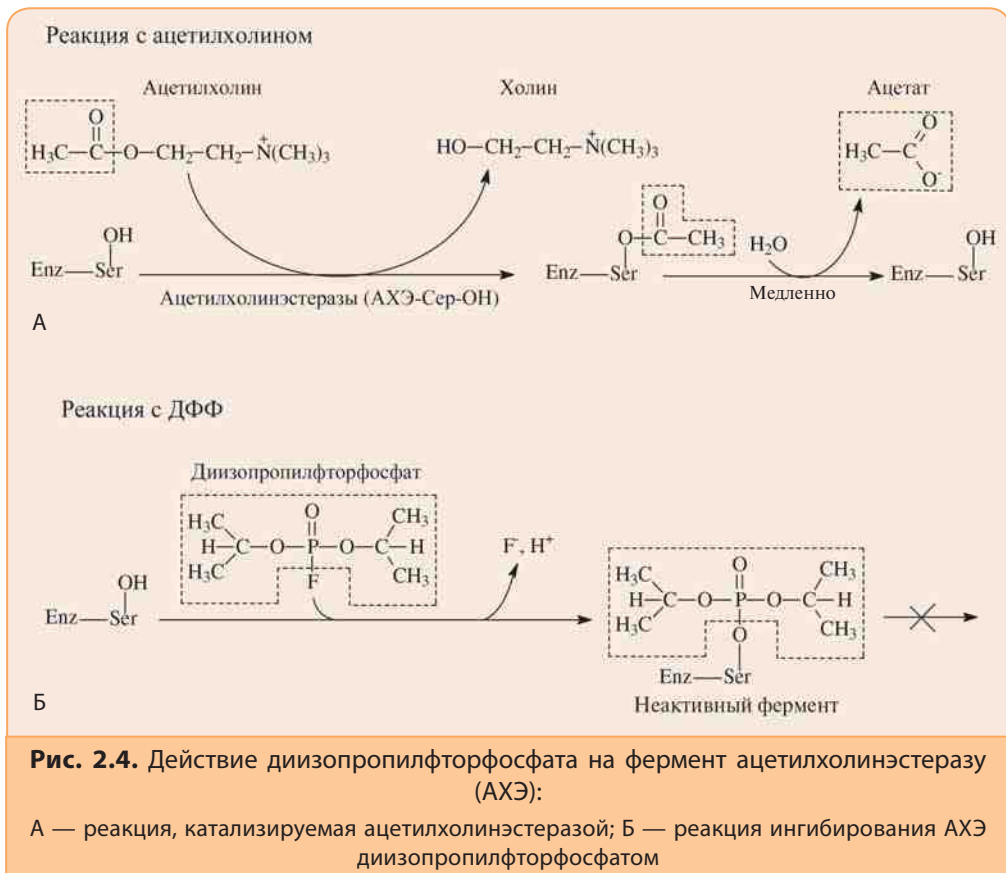 Реакция с ацетилхолином
Ацетилхолин Холин Ацетат
O
H₃C—C—O—CH₂—CH₂—N⁺(CH₃)₃ HO—CH₂—CH₂—N⁺(CH₃)₃ H₃C—C O O⁻
OH O O—C—CH₃ H₂O OH
Enz—Ser Enz—Ser Enz—Ser
Ацетилхолинэстеразы (АХЭ-Сер-ОН) Медленно
А
Реакция с ДФФ
Диизопропилфторфосфат
H₃C O CH₃
H—C—O—P—O—C—H F⁻, H⁺
H₃C F CH₃
H₃C O CH₃
H—C—O—P—O—C—H
H₃C O CH₃
OH
Enz—Ser Enz—Ser
Неактивный фермент
Б
Рис. 2.4. Действие диизопропилфторфосфата на фермент ацетилхолинэстеразу
(АХЭ):
А — реакция, катализируемая ацетилхолинэстеразой; Б — реакция ингибирования АХЭ
диизопропилфторфосфатом